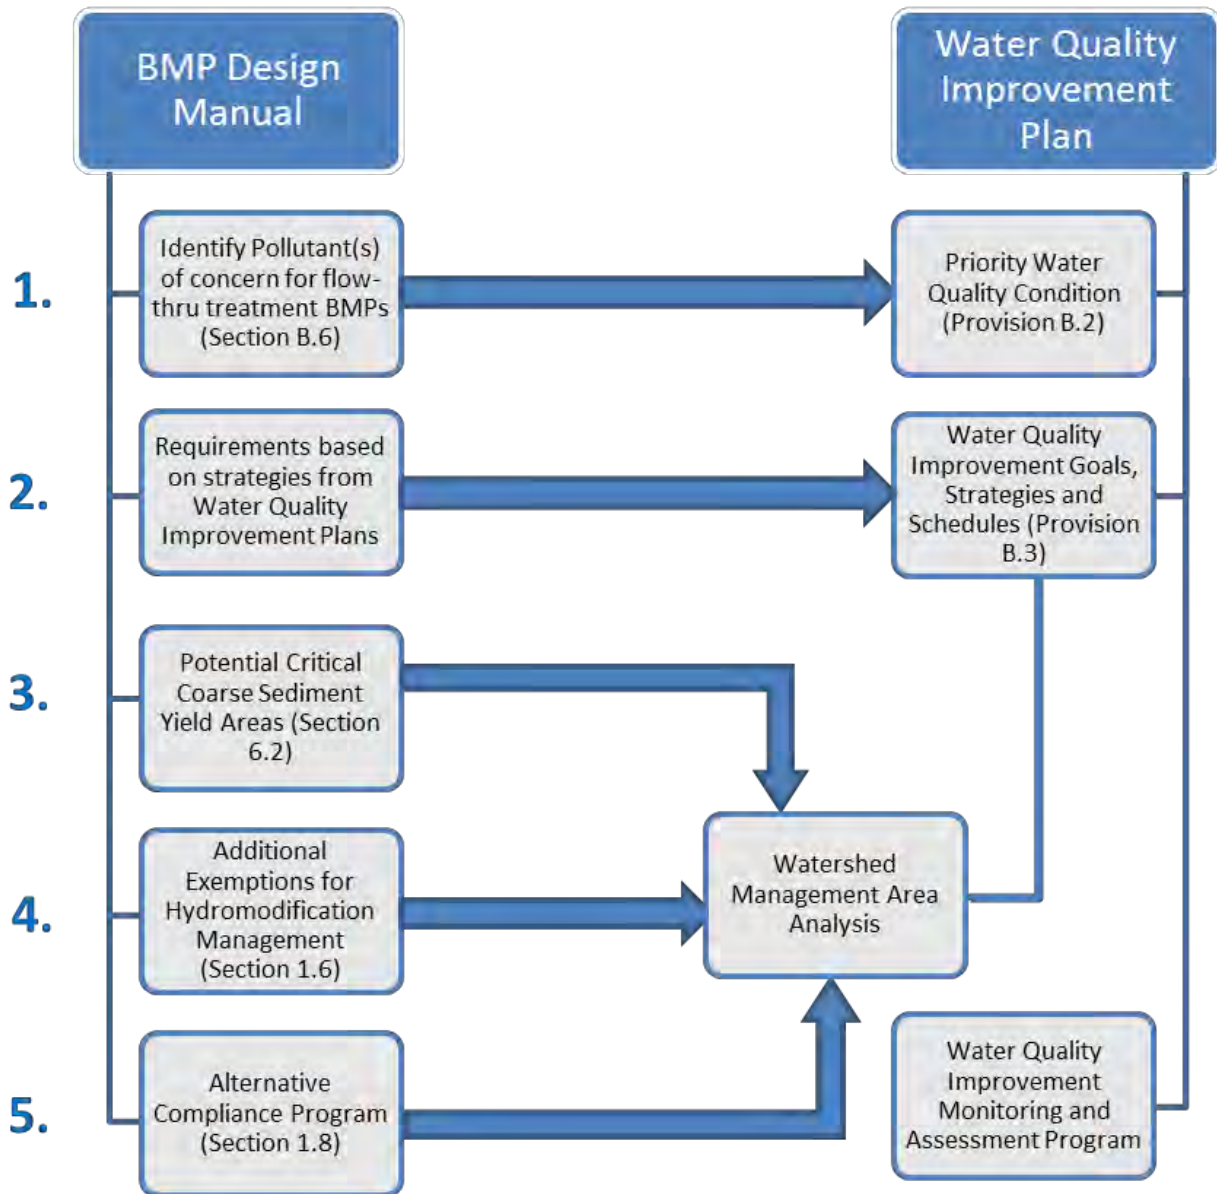 BMP Design
Manual
Water Quality
Improvement
Plan
1.
Identify Pollutant(s)
of concern for flow-
thru treatment BMPs
(Section B.6)
Priority Water
Quality Condition
(Provision B.2)
2.
Requirements based
on strategies from
Water Quality
Improvement Plans
Water Quality
Improvement Goals,
Strategies and
Schedules (Provision
B.3)
3.
Potential Critical
Coarse Sediment
Yield Areas (Section
6.2)
4.
Additional
Exemptions for
Hydromodification
Management
(Section 1.6)
Watershed
Management Area
Analysis
5.
Alternative
Compliance Program
(Section 1.8)
Water Quality
Improvement
Monitoring and
Assessment Program